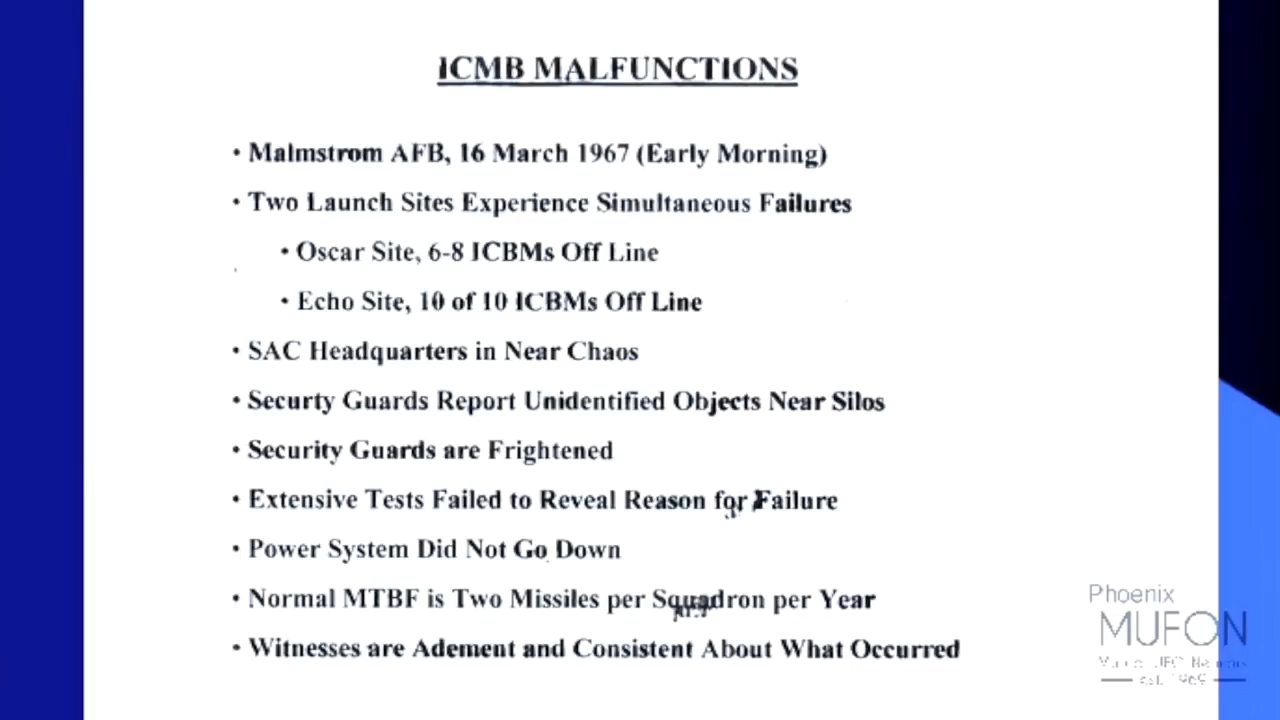 ICMB MALFUNCTIONS
• Malmstrom AFB, 16 March 1967 (Early Morning)
• Two Launch Sites Experience Simultaneous Failures
• Oscar Site, 6-8 ICBMs Off Line
• Echo Site, 10 of 10 ICBMs Off Line
• SAC Headquarters in Near Chaos
• Securty Guards Report Unidentified Objects Near Silos
• Security Guards are Frightened
• Extensive Tests Failed to Reveal Reason for Failure
• Power System Did Not Go Down
• Normal MTBF is Two Missiles per Squadron per Year
• Witnesses are Adement and Consistent About What Occurred
Phoenix
MUFON
est. 1969